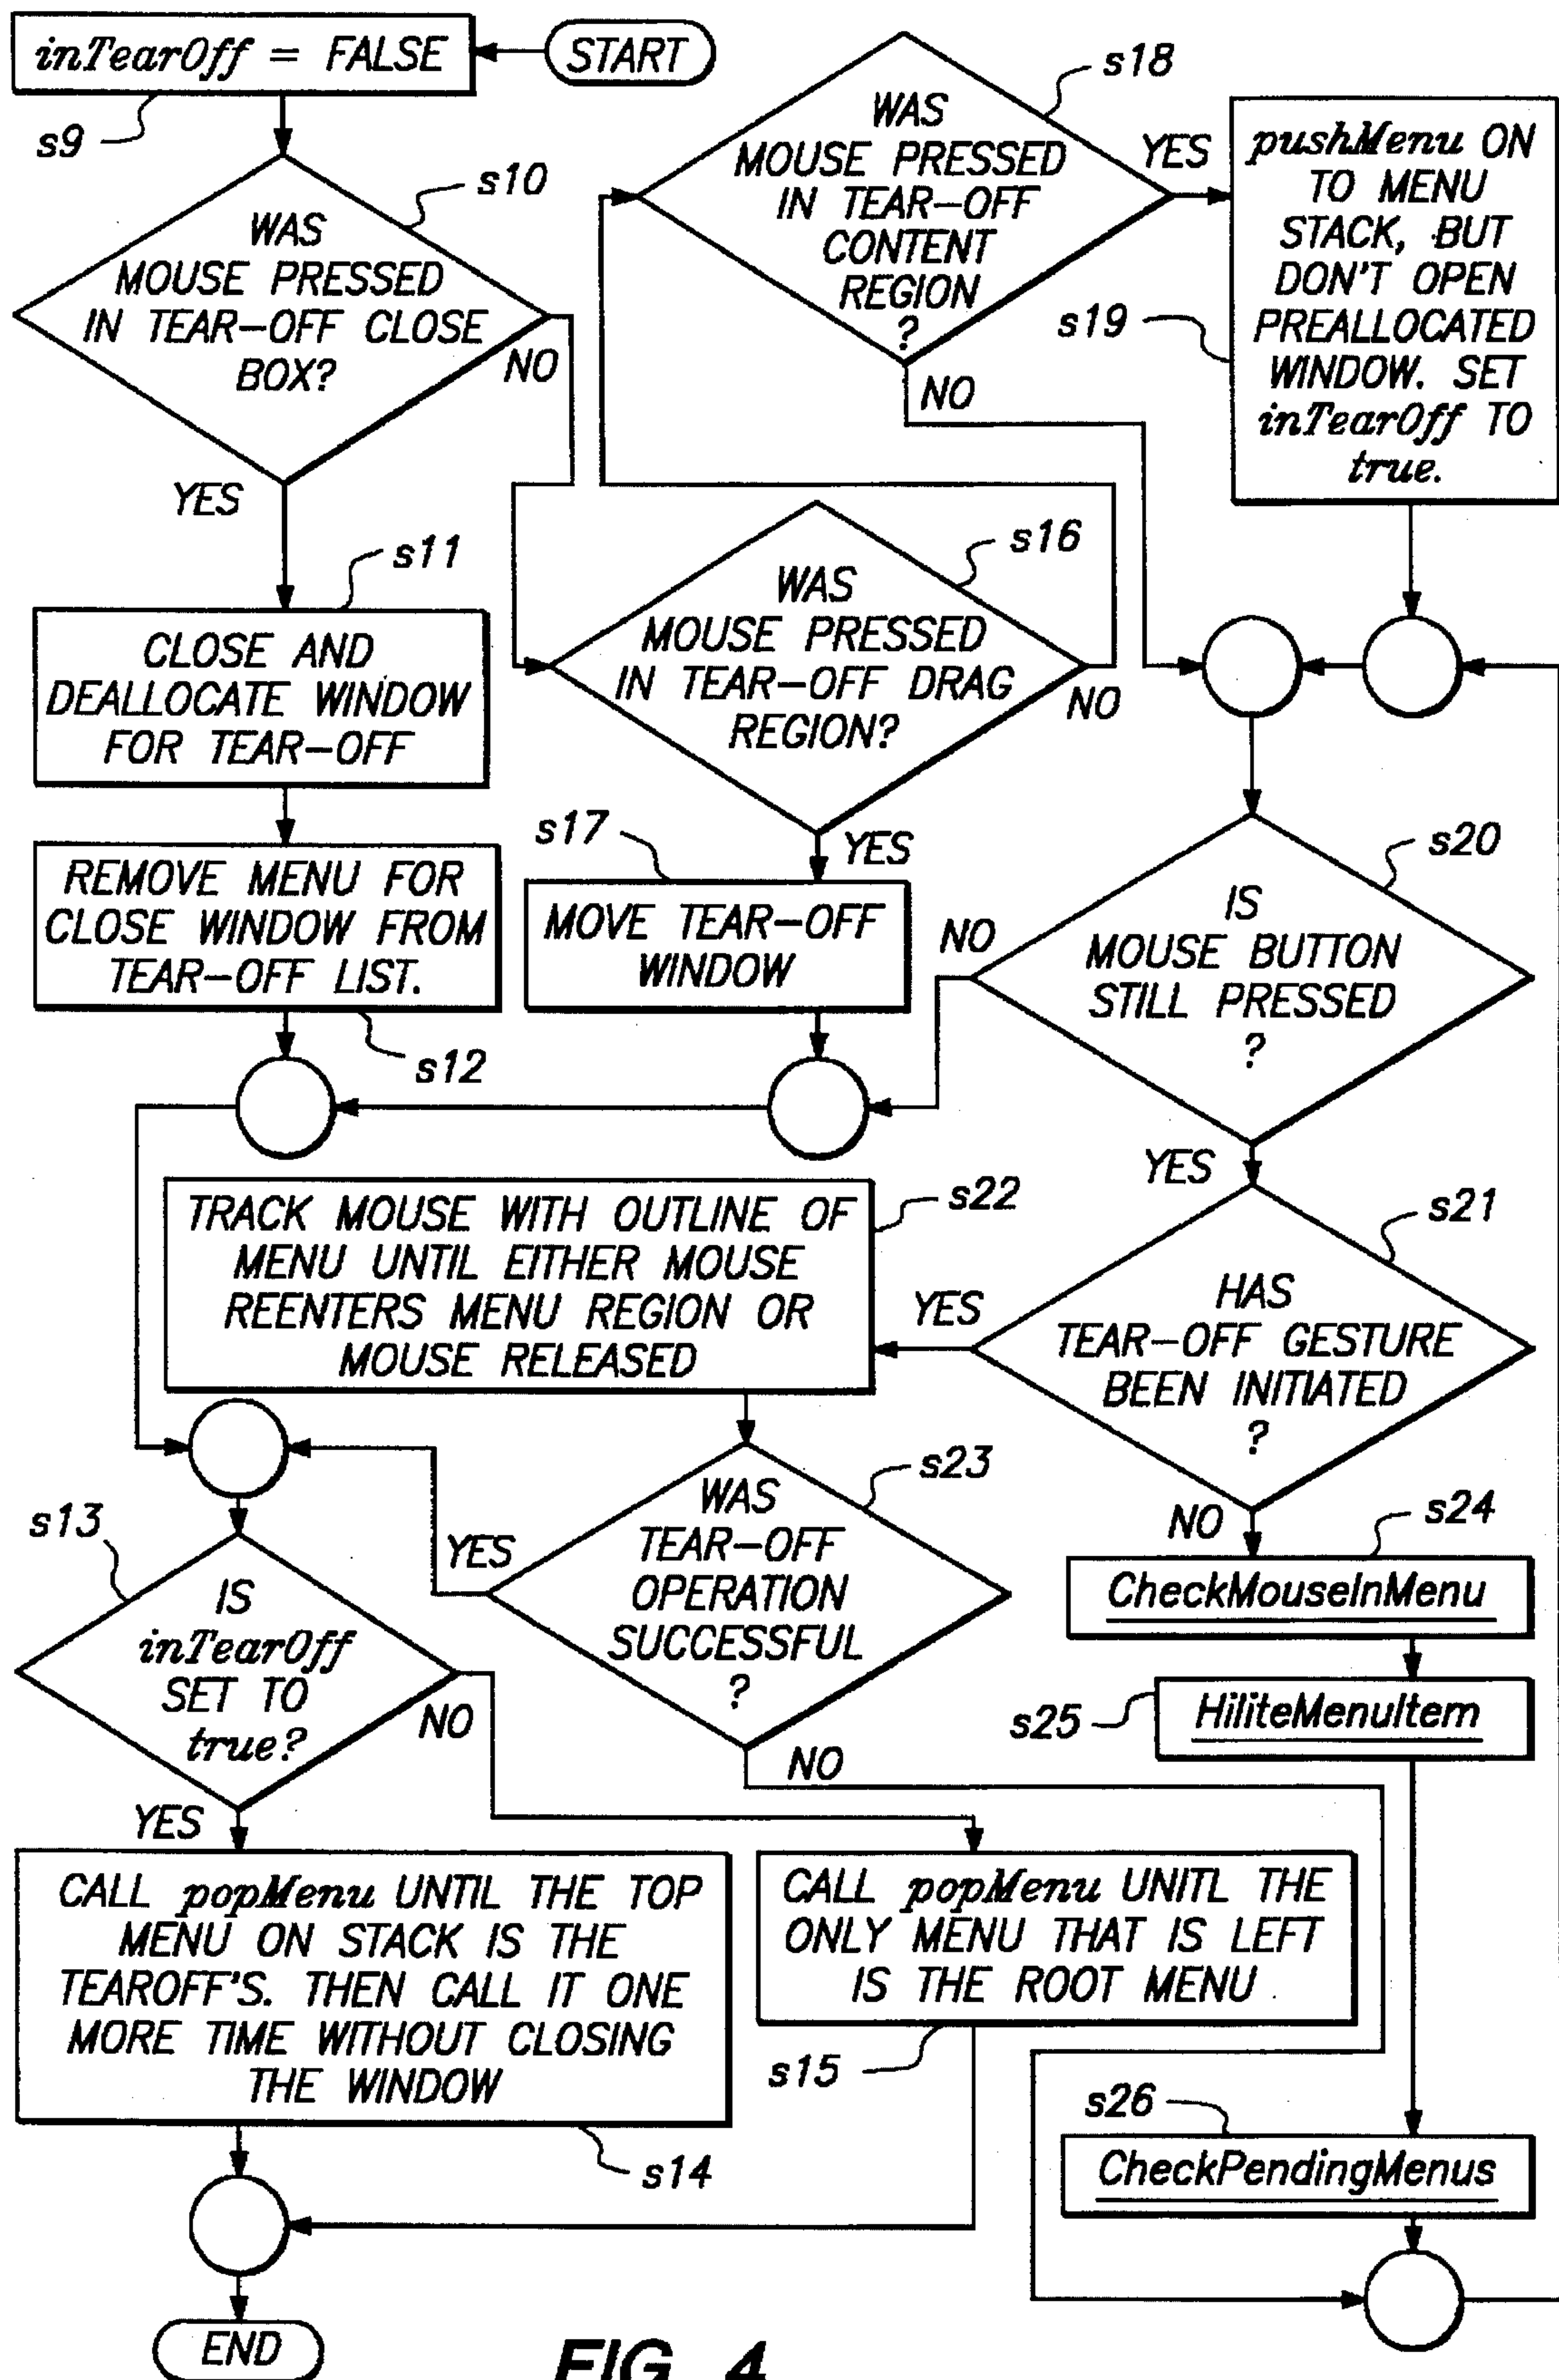 inTearOff = FALSE
START
s9
s10
WAS
MOUSE PRESSED
IN TEAR-OFF CLOSE
BOX?
NO
YES
s11
CLOSE AND
DEALLOCATE WINDOW
FOR TEAR-OFF
REMOVE MENU FOR
CLOSE WINDOW FROM
TEAR-OFF LIST.
s12
s18
WAS
MOUSE PRESSED
IN TEAR-OFF
CONTENT
REGION
?
YES
NO
pushMenu ON
TO MENU
STACK, BUT
DON'T OPEN
PREALLOCATED
WINDOW. SET
inTearOff TO
true.
s19
s16
WAS
MOUSE PRESSED
IN TEAR-OFF DRAG
REGION?
NO
YES
s17
MOVE TEAR-OFF
WINDOW
s20
IS
MOUSE BUTTON
STILL PRESSED
?
NO
YES
s21
HAS
TEAR-OFF GESTURE
BEEN INITIATED
?
YES
NO
s22
TRACK MOUSE WITH OUTLINE OF
MENU UNTIL EITHER MOUSE
REENTERS MENU REGION OR
MOUSE RELEASED
s23
WAS
TEAR-OFF
OPERATION
SUCCESSFUL
?
YES
NO
s24
CheckMouseInMenu
s25
HiliteMenuItem
s26
CheckPendingMenus
s13
IS
inTearOff
SET TO
true?
NO
YES
CALL popMenu UNTIL THE TOP
MENU ON STACK IS THE
TEAROFF'S. THEN CALL IT ONE
MORE TIME WITHOUT CLOSING
THE WINDOW
s14
CALL popMenu UNITL THE
ONLY MENU THAT IS LEFT
IS THE ROOT MENU
s15
END
FIG. 4